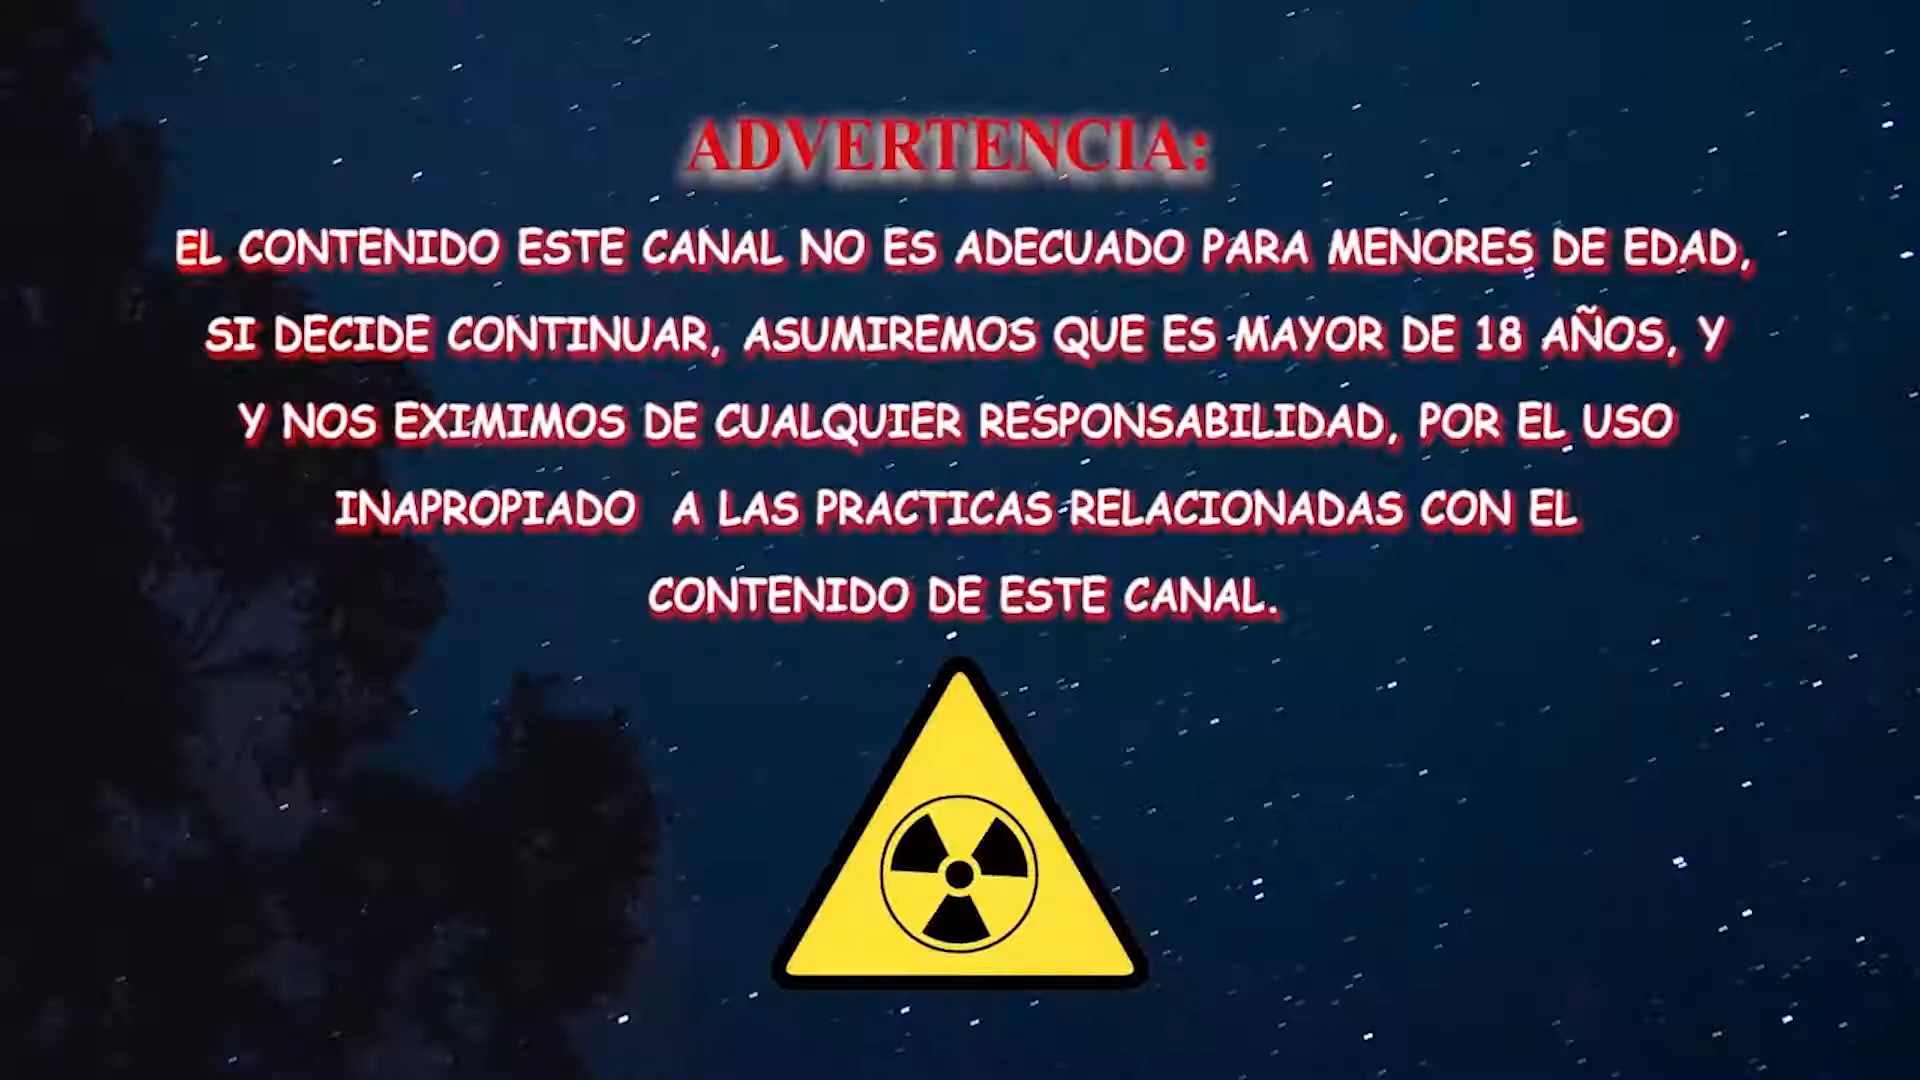 ADVERTENCIA:
EL CONTENIDO ESTE CANAL NO ES ADECUADO PARA MENORES DE EDAD,
SI DECIDE CONTINUAR, ASUMIREMOS QUE ES MAYOR DE 18 AÑOS, Y
Y NOS EXIMIMOS DE CUALQUIER RESPONSABILIDAD, POR EL USO
INAPROPIADO A LAS PRACTICAS RELACIONADAS CON EL
CONTENIDO DE ESTE CANAL.